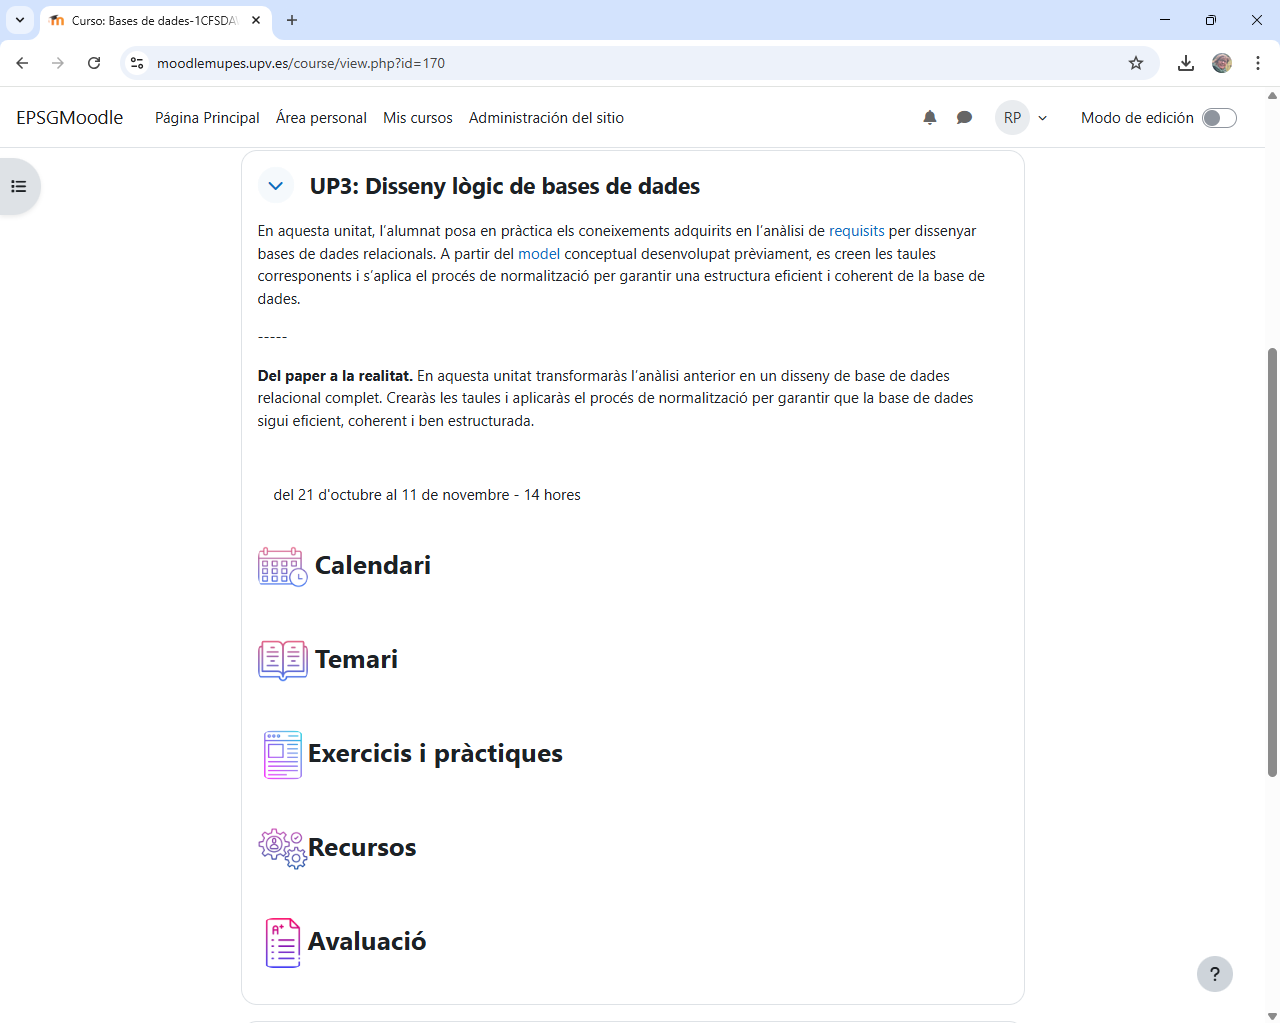 Curso: Bases de dades-1CFSDA
moodlemupes.upv.es/course/view.php?id=170
EPSGMoodle
Página Principal
Área personal
Mis cursos
Administración del sitio
RP
Modo de edición
UP3: Disseny lògic de bases de dades
En aquesta unitat, l’alumnat posa en pràctica els coneixements adquirits en l’anàlisi de requisits per dissenyar
bases de dades relacionals. A partir del model conceptual desenvolupat prèviament, es creen les taules
corresponents i s’aplica el procés de normalització per garantir una estructura eficient i coherent de la base de
dades.
-----
Del paper a la realitat. En aquesta unitat transformaràs l’anàlisi anterior en un disseny de base de dades
relacional complet. Crearàs les taules i aplicaràs el procés de normalització per garantir que la base de dades
sigui eficient, coherent i ben estructurada.
del 21 d'octubre al 11 de novembre - 14 hores
Calendari
Temari
Exercicis i pràctiques
Recursos
A+
Avaluació
?